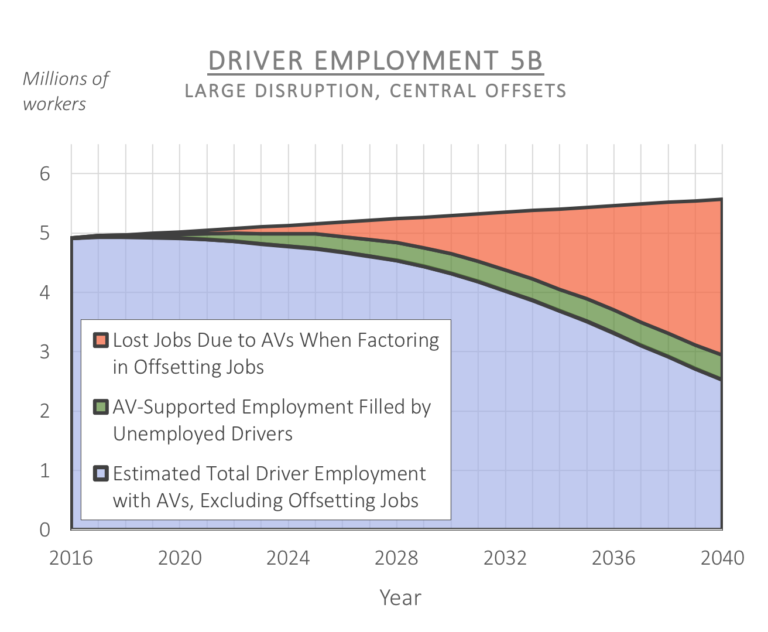 DRIVER EMPLOYMENT 5B
LARGE DISRUPTION, CENTRAL OFFSETS
Millions of
workers
6
5
4
3
2
1
0
Lost Jobs Due to AVs When Factoring
in Offsetting Jobs
AV-Supported Employment Filled by
Unemployed Drivers
Estimated Total Driver Employment
with AVs, Excluding Offsetting Jobs
2016 2020 2024 2028 2032 2036 2040
Year